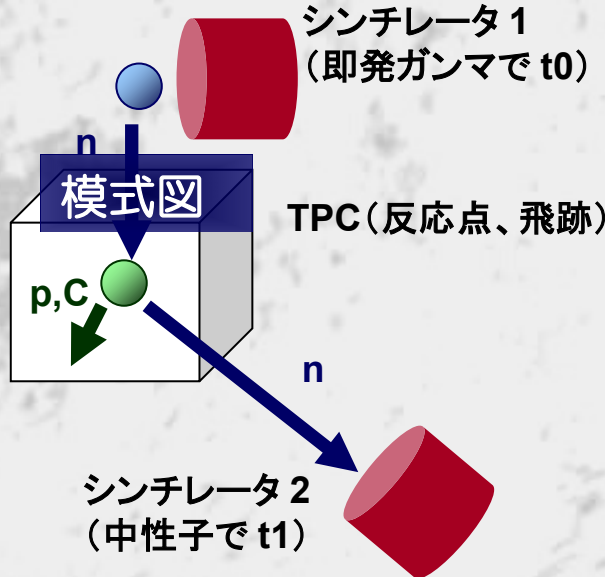 シンチレータ 1
（即発ガンマで t0）
n
模式図
TPC（反応点、飛跡）
p,C
n
シンチレータ 2
（中性子で t1）